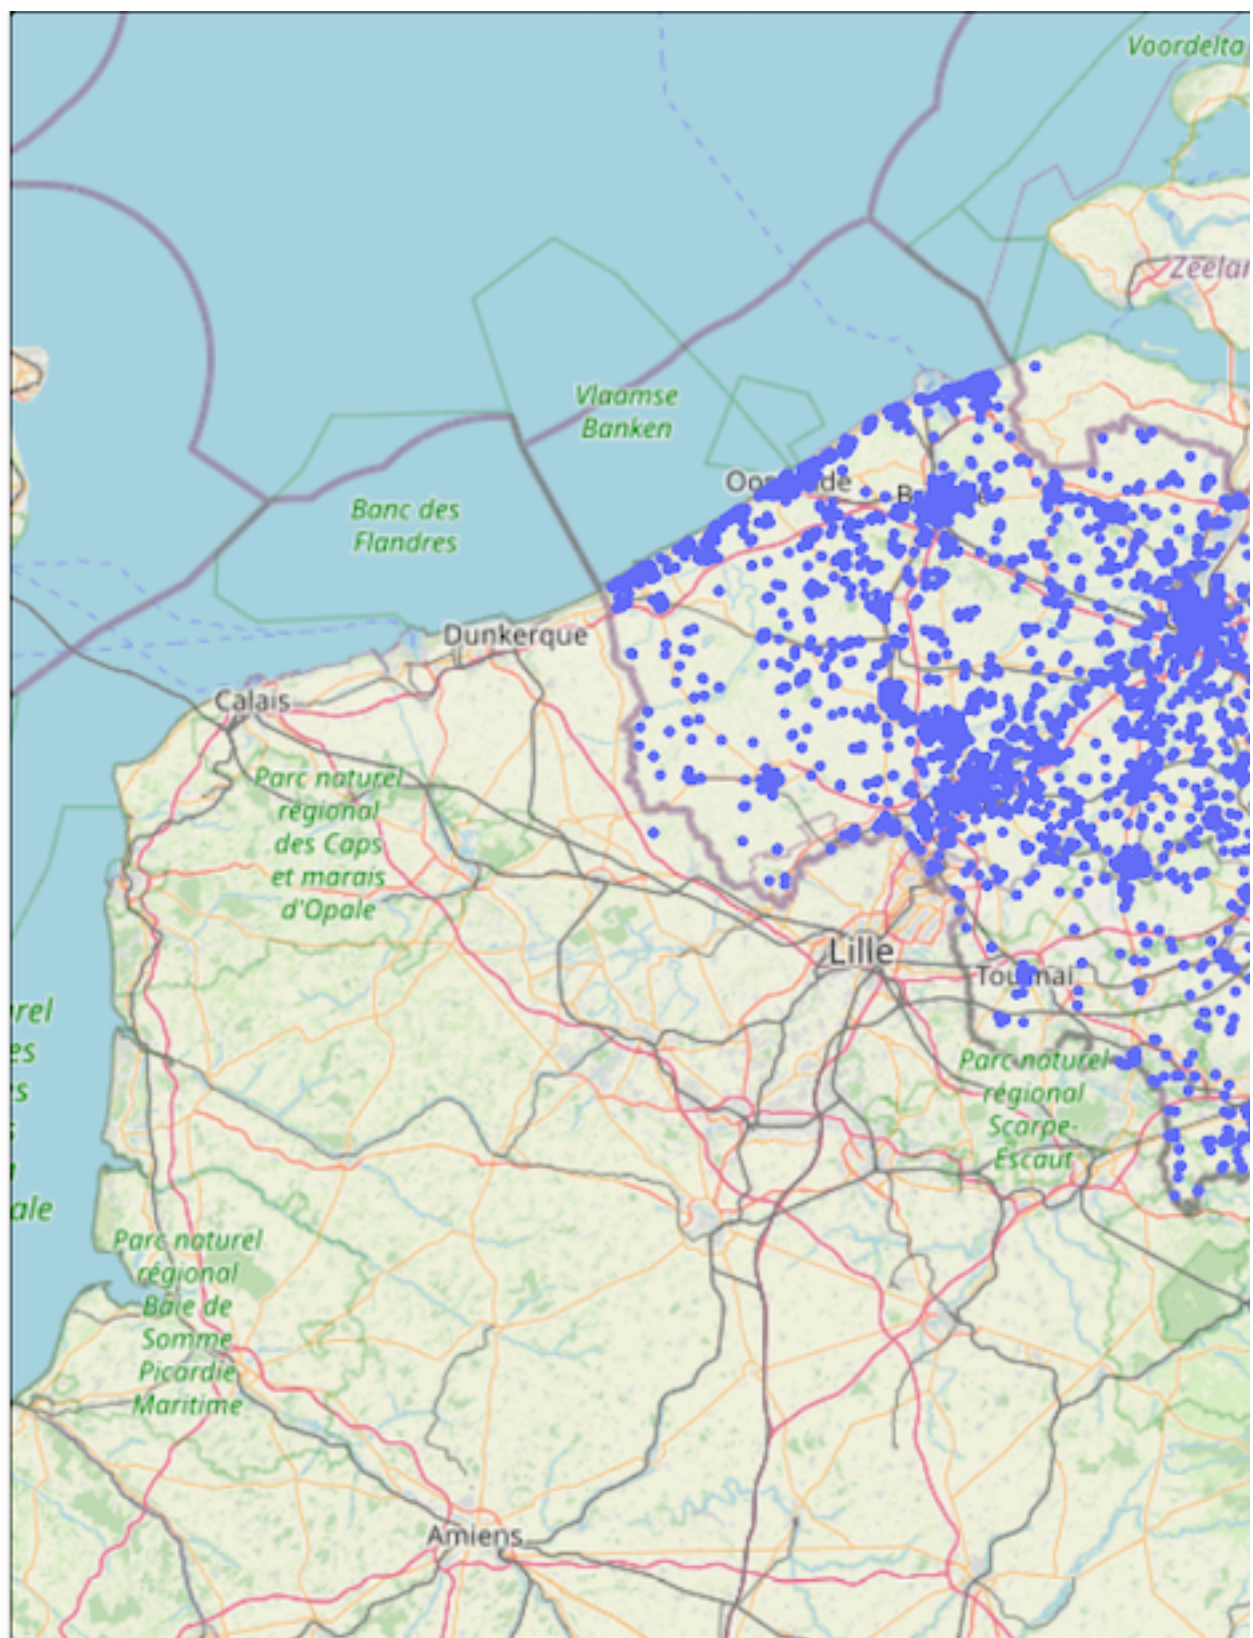 Voordelta
Zeelan
Vlaamse
Banken
Banc des
Flandres
Dunkerque
Calais
Parc naturel
régional
des Caps
et marais
d'Opale
Lille
Parc naturel
régional
Scarpe-
Escaut
Parc naturel
régional
Baie de
Somme
Picardie
Maritime
Amiens